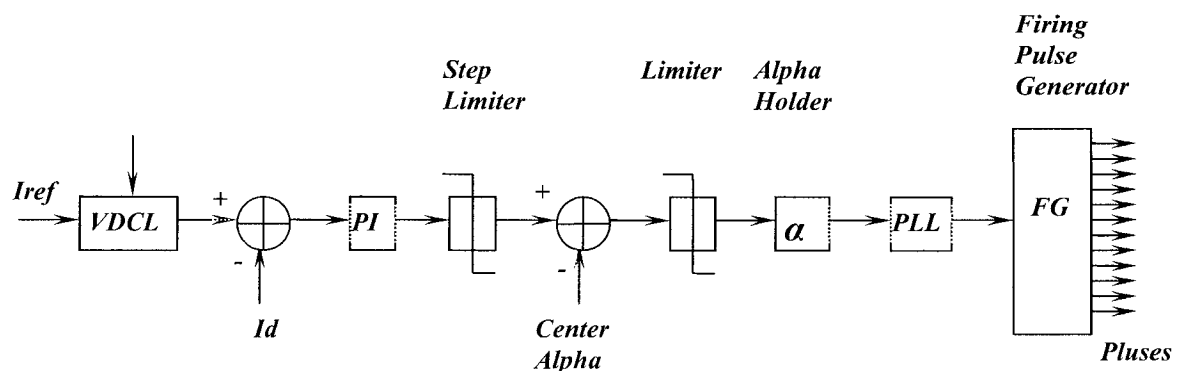 Firing
Pulse
Generator
Step
Limiter
Limiter
Alpha
Holder
Iref
VDCL
+
-
Id
PI
+
-
Center
Alpha
α
PLL
FG
Pluses